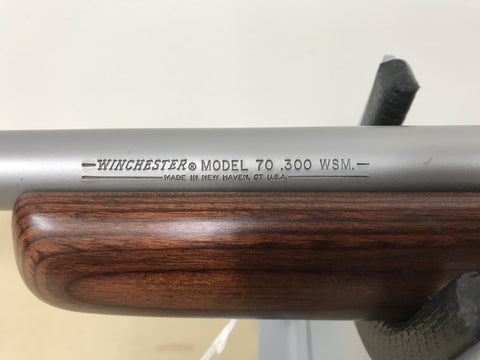 WINCHESTER® MODEL 70 .300 WSM.
MADE IN NEW HAVEN. CT U.S.A.